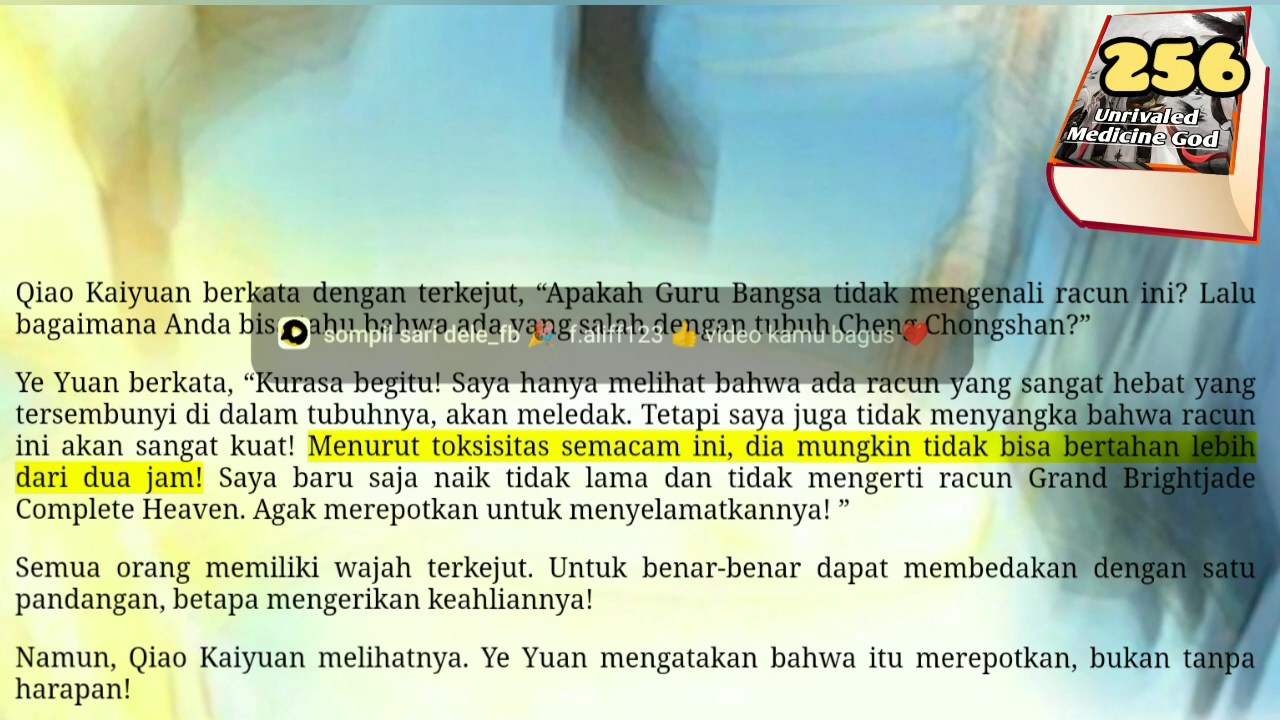 256
Unrivaled
Medicine God
Qiao Kaiyuan berkata dengan terkejut, “Apakah Guru Bangsa tidak mengenali racun ini? Lalu
bagaimana Anda bisa tahu bahwa ada yang salah dengan tubuh Cheng Chongshan?”
sompil sari dele_fb 🎉 f.aliff123 👍 video kamu bagus ❤️
Ye Yuan berkata, “Kurasa begitu! Saya hanya melihat bahwa ada racun yang sangat hebat yang
tersembunyi di dalam tubuhnya, akan meledak. Tetapi saya juga tidak menyangka bahwa racun
ini akan sangat kuat! Menurut toksisitas semacam ini, dia mungkin tidak bisa bertahan lebih
dari dua jam! Saya baru saja naik tidak lama dan tidak mengerti racun Grand Brightjade
Complete Heaven. Agak merepotkan untuk menyelamatkannya! ”
Semua orang memiliki wajah terkejut. Untuk benar-benar dapat membedakan dengan satu
pandangan, betapa mengerikan keahliannya!
Namun, Qiao Kaiyuan melihatnya. Ye Yuan mengatakan bahwa itu merepotkan, bukan tanpa
harapan!